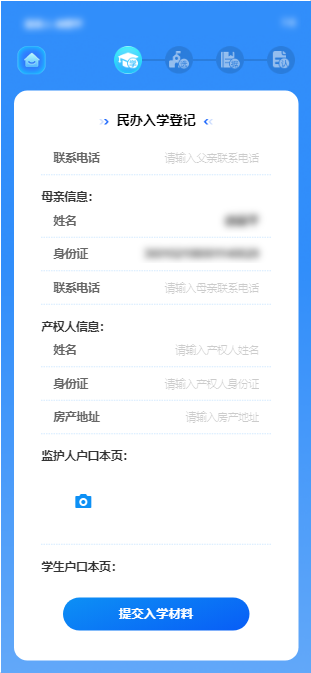 民办入学登记
联系电话 请输入父亲联系电话
母亲信息：
姓名
身份证
联系电话 请输入母亲联系电话
产权人信息：
姓名 请输入产权人姓名
身份证 请输入产权人身份证
房产地址 请输入房产地址
监护人户口本页：
学生户口本页：
提交入学材料